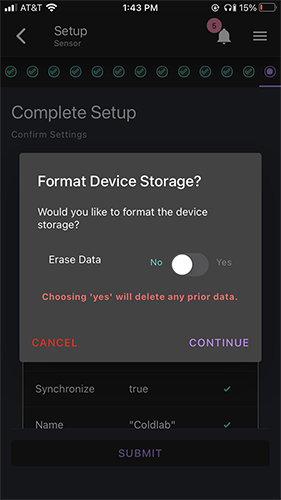 AT&T
1:43 PM
15%
Setup
Sensor
5
Complete Setup
Confirm Settings
Format Device Storage?
Would you like to format the device
storage?
Erase Data No Yes
Choosing 'yes' will delete any prior data.
CANCEL CONTINUE
Synchronize true
Name "Coldlab"
SUBMIT